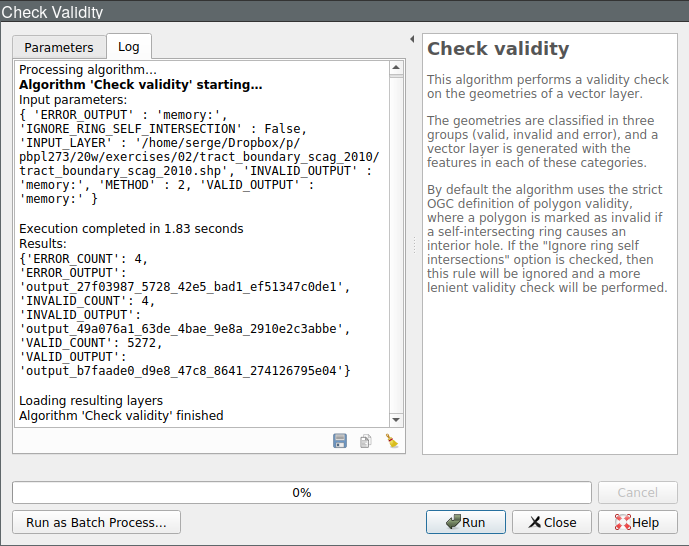 Check Validity
Parameters
Log
Processing algorithm...
Algorithm 'Check validity' starting...
Input parameters:
{ 'ERROR_OUTPUT' : 'memory:',
'IGNORE_RING_SELF_INTERSECTION' : False,
'INPUT_LAYER' : '/home/serge/Dropbox/p/
pbpl273/20w/exercises/02/tract_boundary_scag_2010/
tract_boundary_scag_2010.shp', 'INVALID_OUTPUT' :
'memory:', 'METHOD' : 2, 'VALID_OUTPUT' :
'memory:' }
Execution completed in 1.83 seconds
Results:
{'ERROR_COUNT': 4,
'ERROR_OUTPUT':
'output_27f03987_5728_42e5_bad1_ef51347c0de1',
'INVALID_COUNT': 4,
'INVALID_OUTPUT':
'output_49a076a1_63de_4bae_9e8a_2910e2c3abbe',
'VALID_COUNT': 5272,
'VALID_OUTPUT':
'output_b7faade0_d9e8_47c8_8641_274126795e04'}
Loading resulting layers
Algorithm 'Check validity' finished
Check validity
This algorithm performs a validity check
on the geometries of a vector layer.
The geometries are classified in three
groups (valid, invalid and error), and a
vector layer is generated with the
features in each of these categories.
By default the algorithm uses the strict
OGC definition of polygon validity,
where a polygon is marked as invalid if
a self-intersecting ring causes an
interior hole. If the "Ignore ring self
intersections" option is checked, then
this rule will be ignored and a more
lenient validity check will be performed.
0%
Cancel
Run as Batch Process...
Run
Close
Help